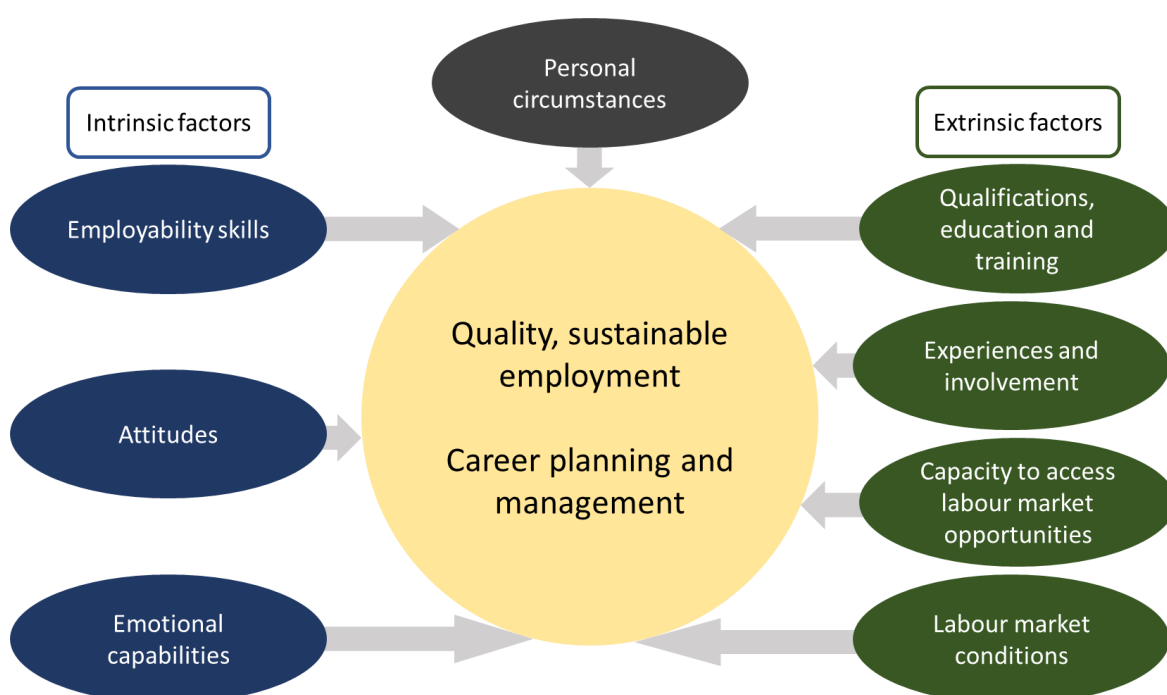 Personal
circumstances
Intrinsic factors
Extrinsic factors
Employability skills
Qualifications,
education and
training
Quality, sustainable
employment
Experiences and
involvement
Attitudes
Career planning and
management
Capacity to access
labour market
opportunities
Emotional
capabilities
Labour market
conditions